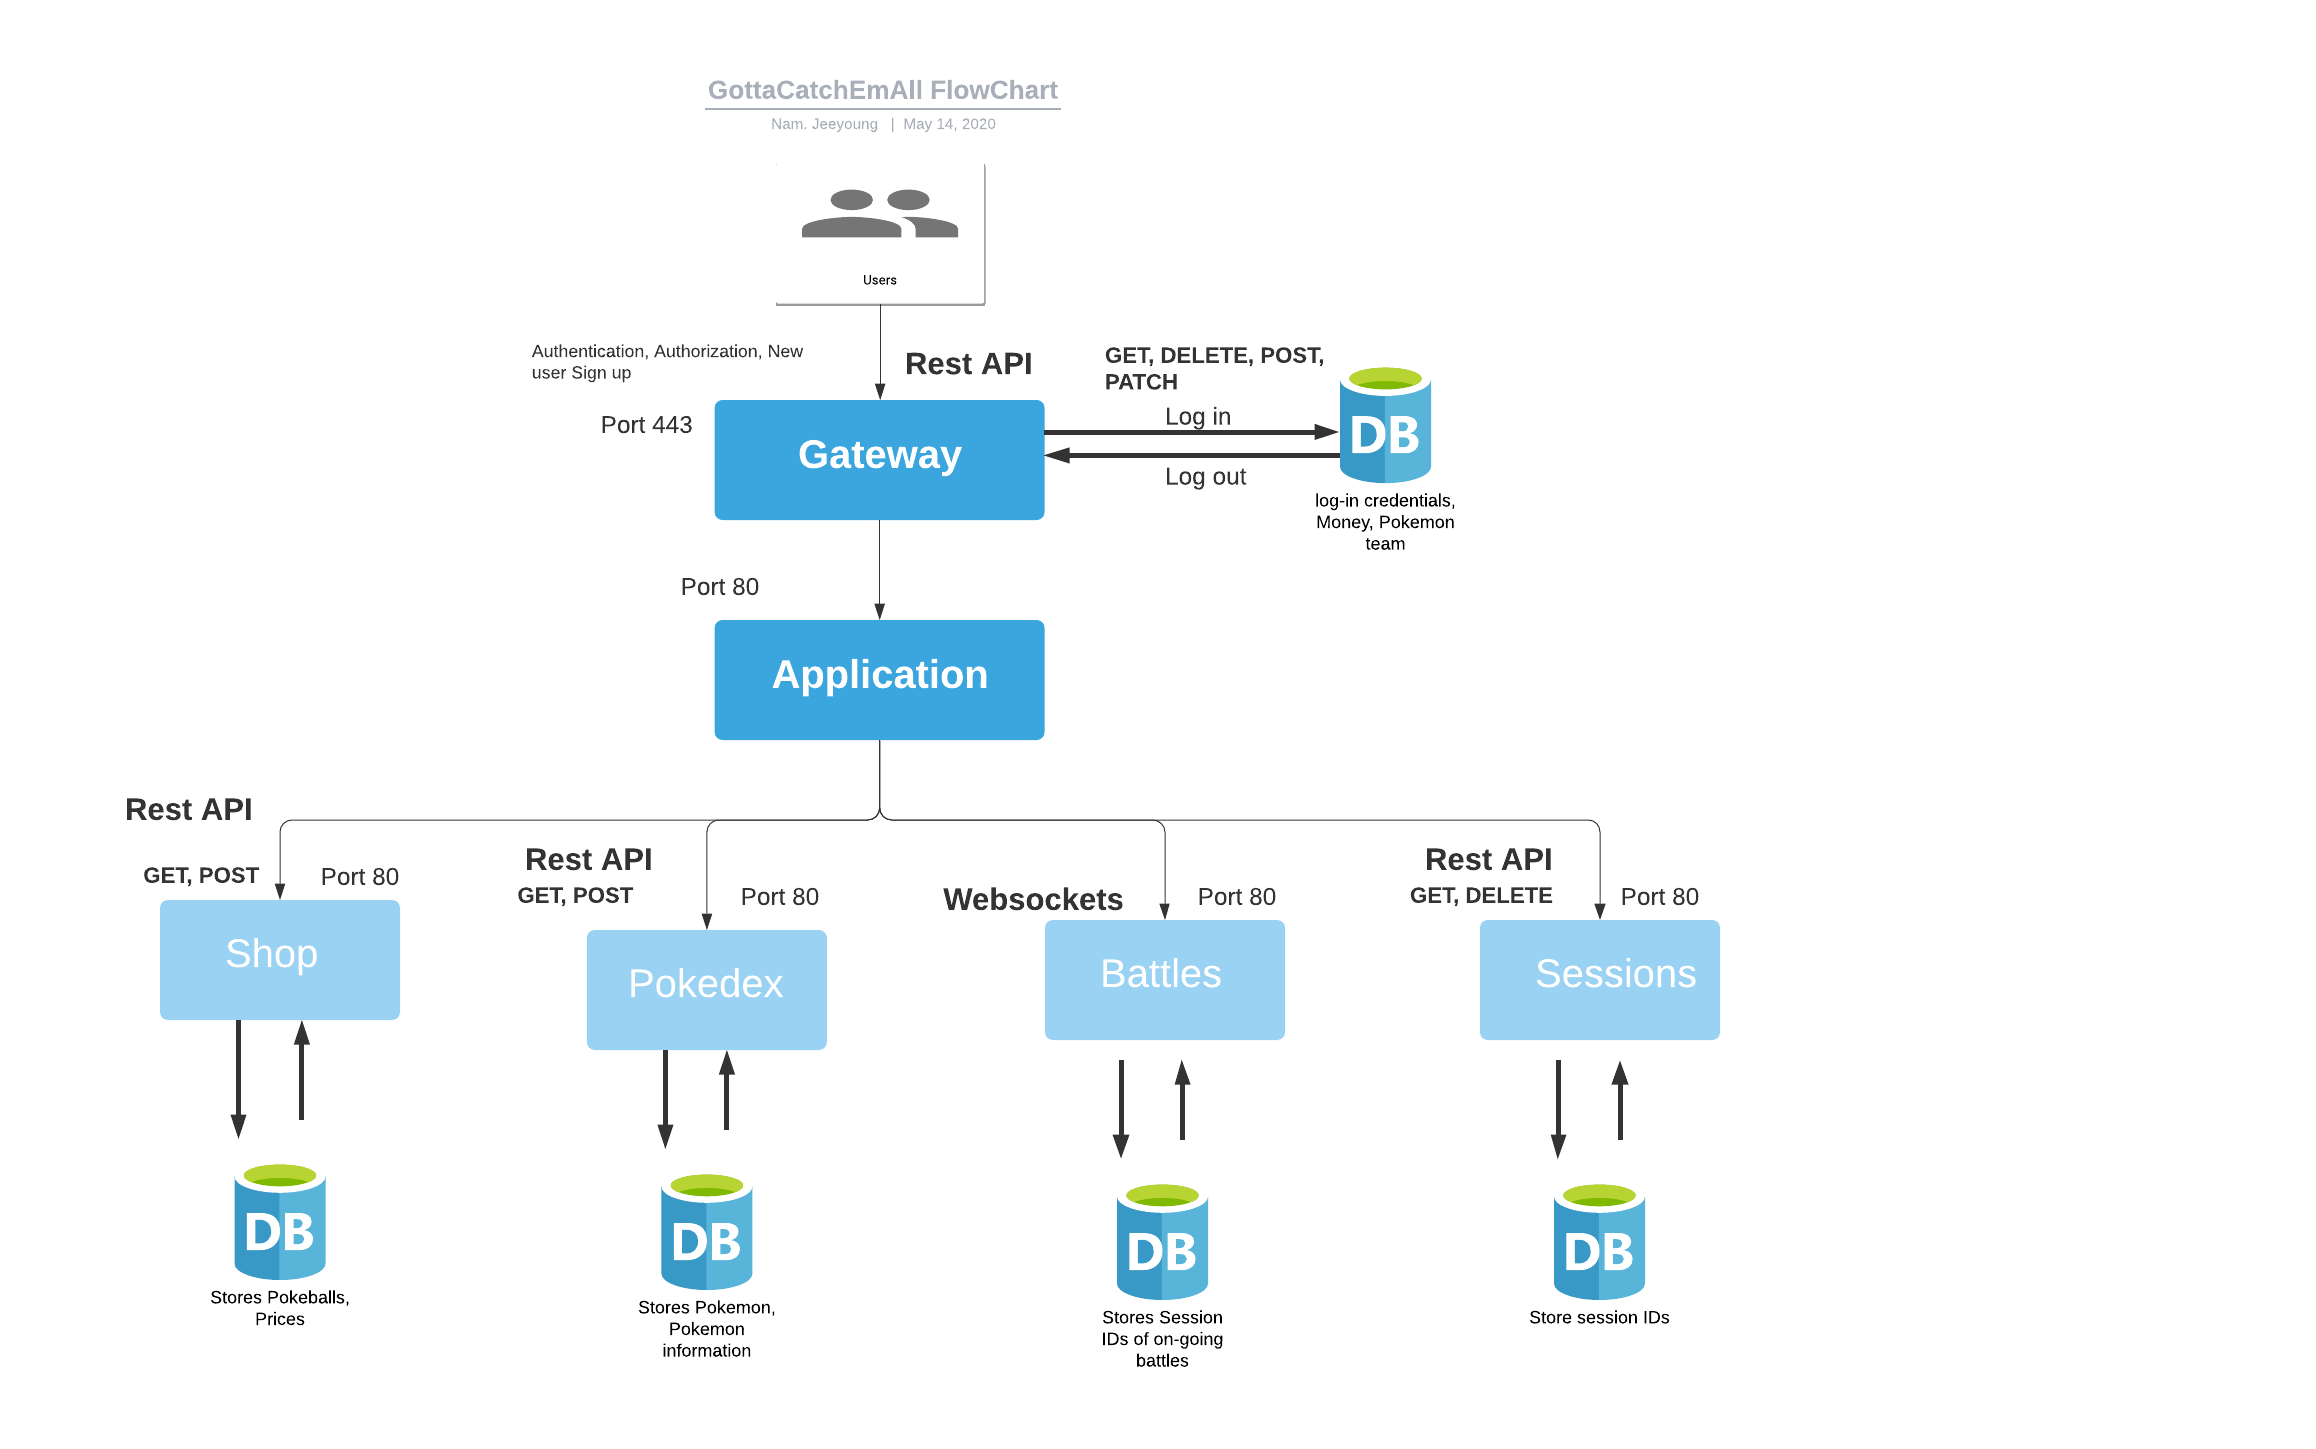 GottaCatchEmAll FlowChart
Nam. Jeeyoung | May 14, 2020
Users
Authentication, Authorization, New
user Sign up
Rest API
GET, DELETE, POST,
PATCH
Port 443
Log in
Gateway
DB
Log out
log-in credentials,
Money, Pokemon
team
Port 80
Application
Rest API
GET, POST
Port 80
Shop
Rest API
GET, POST
Port 80
Pokedex
Websockets
Port 80
Battles
Rest API
GET, DELETE
Port 80
Sessions
DB
Stores Pokeballs,
Prices
DB
Stores Pokemon,
Pokemon
information
DB
Stores Session
IDs of on-going
battles
DB
Store session IDs